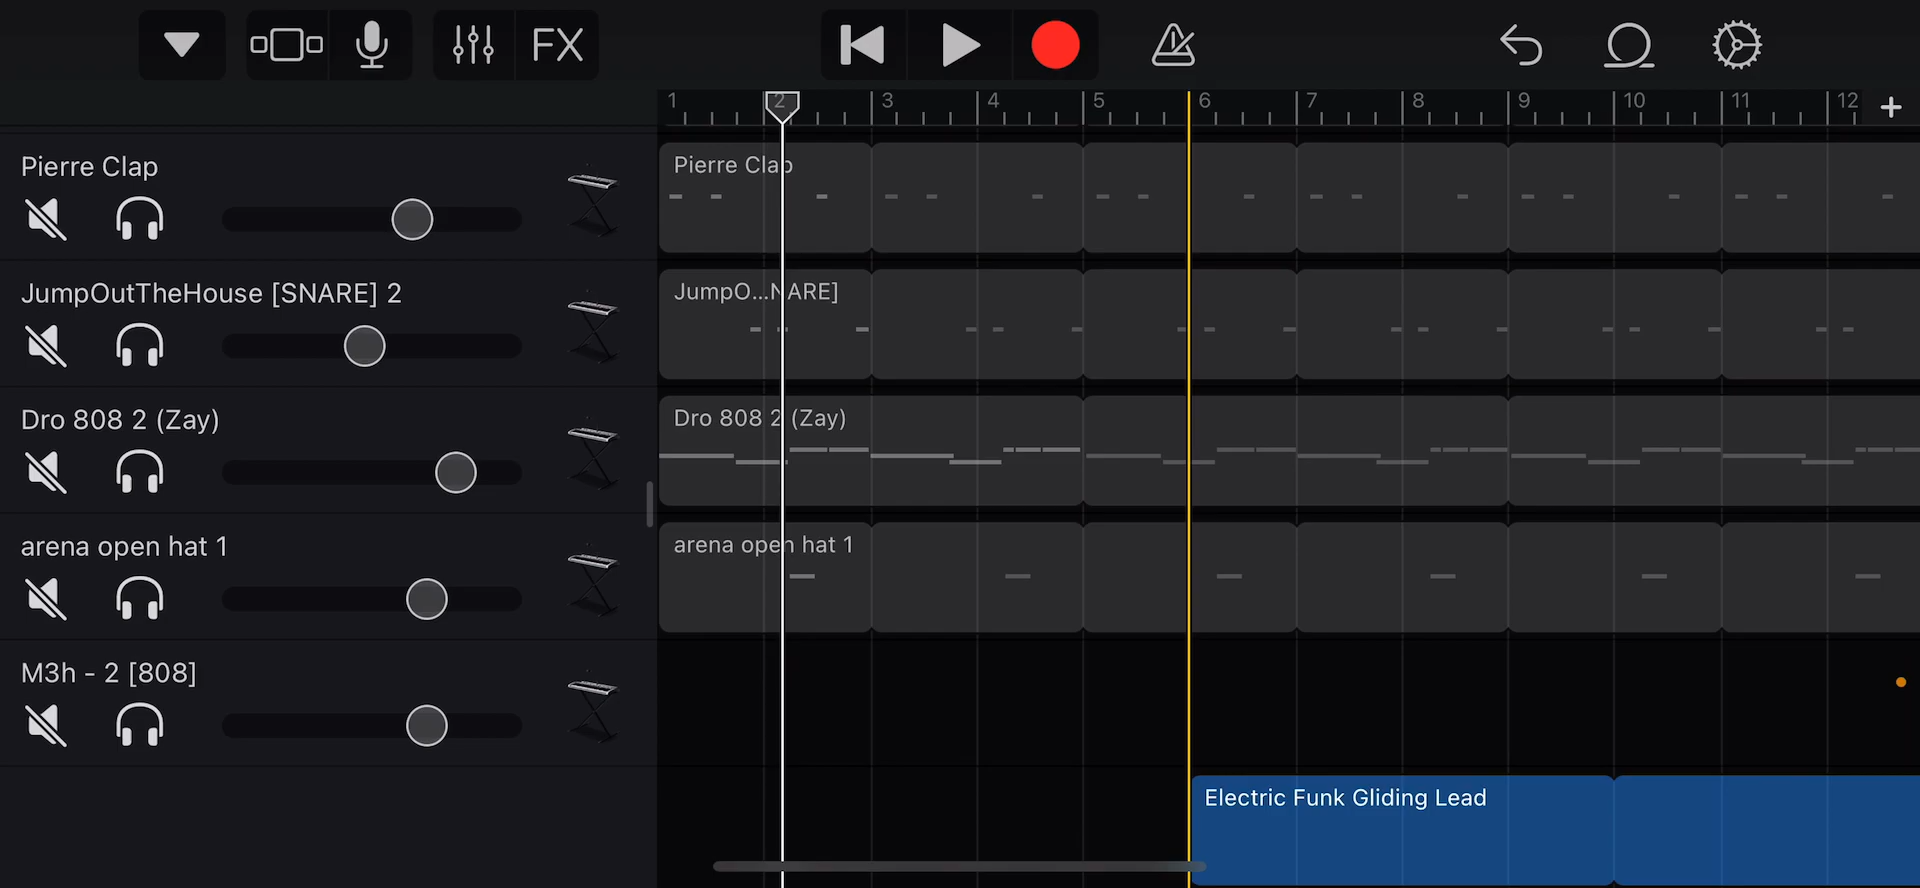 FX
1 2 3 4 5 6 7 8 9 10 11 12 +
Pierre Clap
Pierre Clap
JumpOutTheHouse [SNARE] 2
JumpO...NARE]
Dro 808 2 (Zay)
Dro 808 2 (Zay)
arena open hat 1
arena open hat 1
M3h - 2 [808]
Electric Funk Gliding Lead